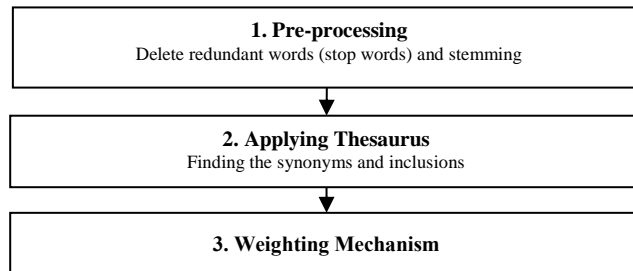 1. Pre-processing
Delete redundant words (stop words) and stemming
2. Applying Thesaurus
Finding the synonyms and inclusions
3. Weighting Mechanism